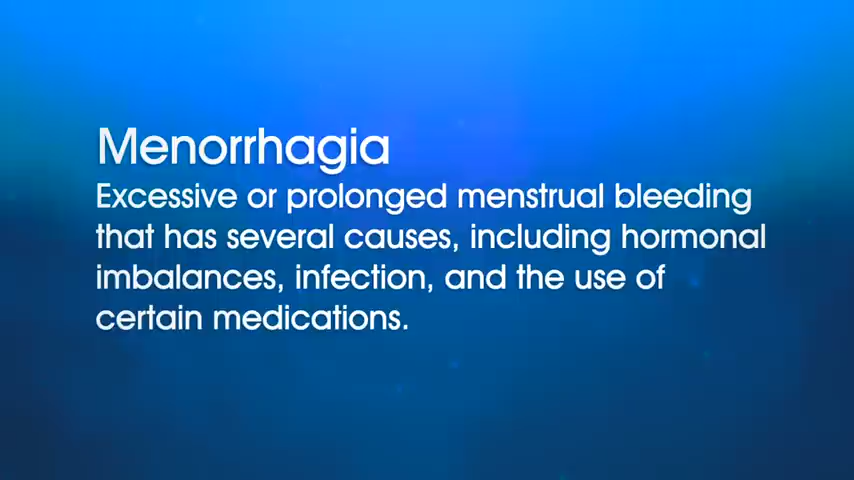 Menorrhagia
Excessive or prolonged menstrual bleeding
that has several causes, including hormonal
imbalances, infection, and the use of
certain medications.